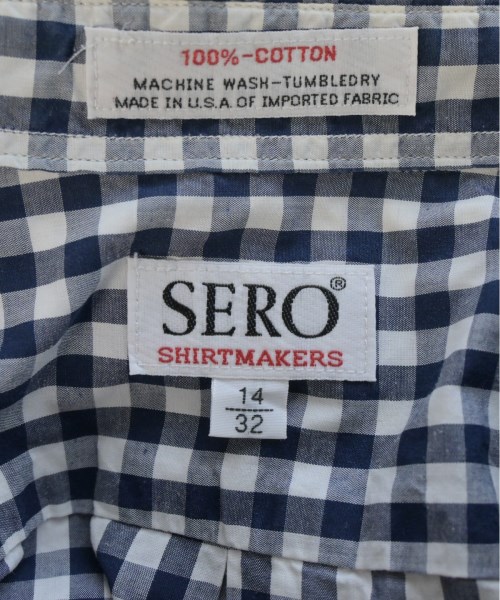 100%-COTTON
MACHINE WASH-TUMBLEDRY
MADE IN U.S.A. OF IMPORTED FABRIC
SERO®
SHIRTMAKERS
14
32